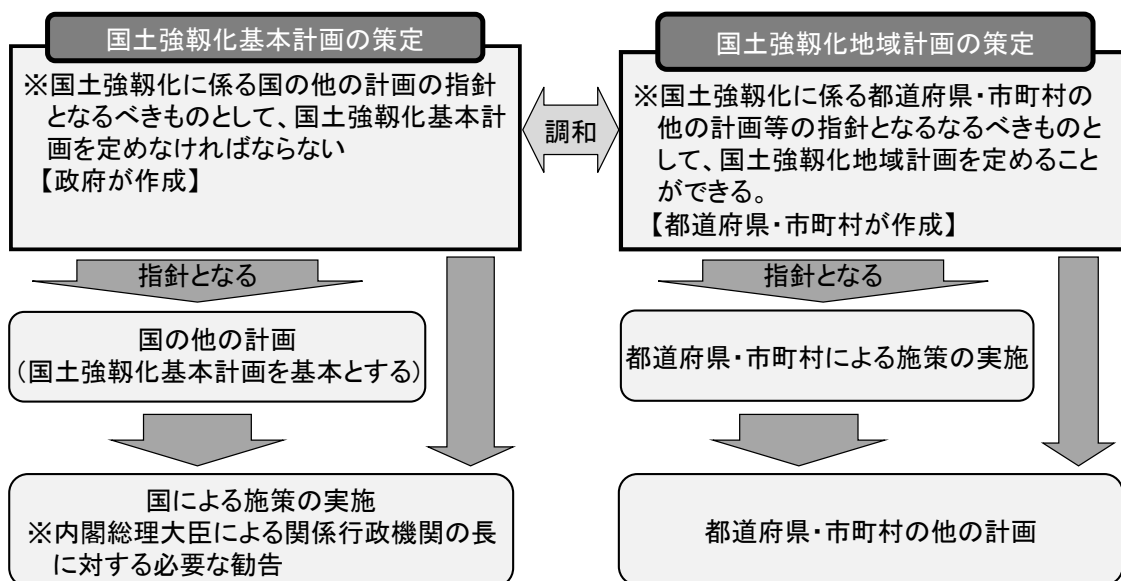 国土強靱化基本計画の策定
※国土強靱化に係る国の他の計画の指針
となるべきものとして、国土強靱化基本計
画を定めなければならない
【政府が作成】
調和
国土強靱化地域計画の策定
※国土強靱化に係る都道府県・市町村の
他の計画等の指針となるなるべきものと
して、国土強靱化地域計画を定めること
ができる。
【都道府県・市町村が作成】
指針となる
国の他の計画
(国土強靱化基本計画を基本とする)
国による施策の実施
※内閣総理大臣による関係行政機関の長
に対する必要な勧告
指針となる
都道府県・市町村による施策の実施
都道府県・市町村の他の計画